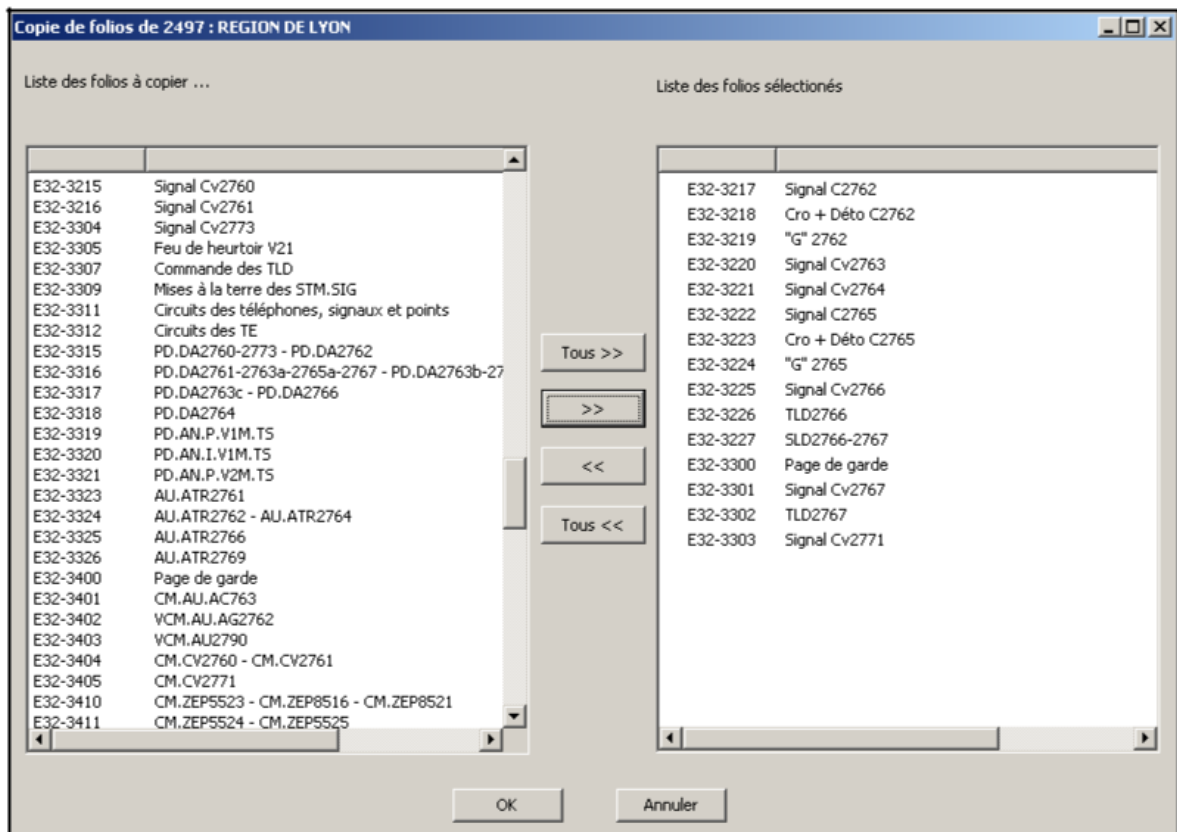 Copie de folios de 2497 : REGION DE LYON
Liste des folios à copier ...
E32-3215 Signal Cv2760
E32-3216 Signal Cv2761
E32-3304 Signal Cv2773
E32-3305 Feu de heurtoir V21
E32-3307 Commande des TLD
E32-3309 Mises à la terre des STM.SIG
E32-3311 Circuits des téléphones, signaux et points
E32-3312 Circuits des TE
E32-3315 PD.DA2760-2773 - PD.DA2762
E32-3316 PD.DA2761-2763a-2765a-2767 - PD.DA2763b-27
E32-3317 PD.DA2763c - PD.DA2766
E32-3318 PD.DA2764
E32-3319 PD.AN.P.V1M.TS
E32-3320 PD.AN.I.V1M.TS
E32-3321 PD.AN.P.V2M.TS
E32-3323 AU.ATR2761
E32-3324 AU.ATR2762 - AU.ATR2764
E32-3325 AU.ATR2766
E32-3326 AU.ATR2769
E32-3400 Page de garde
E32-3401 CM.AU.AC763
E32-3402 VCM.AU.AG2762
E32-3403 VCM.AU2790
E32-3404 CM.CV2760 - CM.CV2761
E32-3405 CM.CV2771
E32-3410 CM.ZEP5523 - CM.ZEP8516 - CM.ZEP8521
E32-3411 CM.ZEP5524 - CM.ZEP5525
Tous >>
>>
<<
Tous <<
Liste des folios sélectionés
E32-3217 Signal C2762
E32-3218 Cro + Déto C2762
E32-3219 "G" 2762
E32-3220 Signal Cv2763
E32-3221 Signal Cv2764
E32-3222 Signal C2765
E32-3223 Cro + Déto C2765
E32-3224 "G" 2765
E32-3225 Signal Cv2766
E32-3226 TLD2766
E32-3227 SLD2766-2767
E32-3300 Page de garde
E32-3301 Signal Cv2767
E32-3302 TLD2767
E32-3303 Signal Cv2771
OK
Annuler